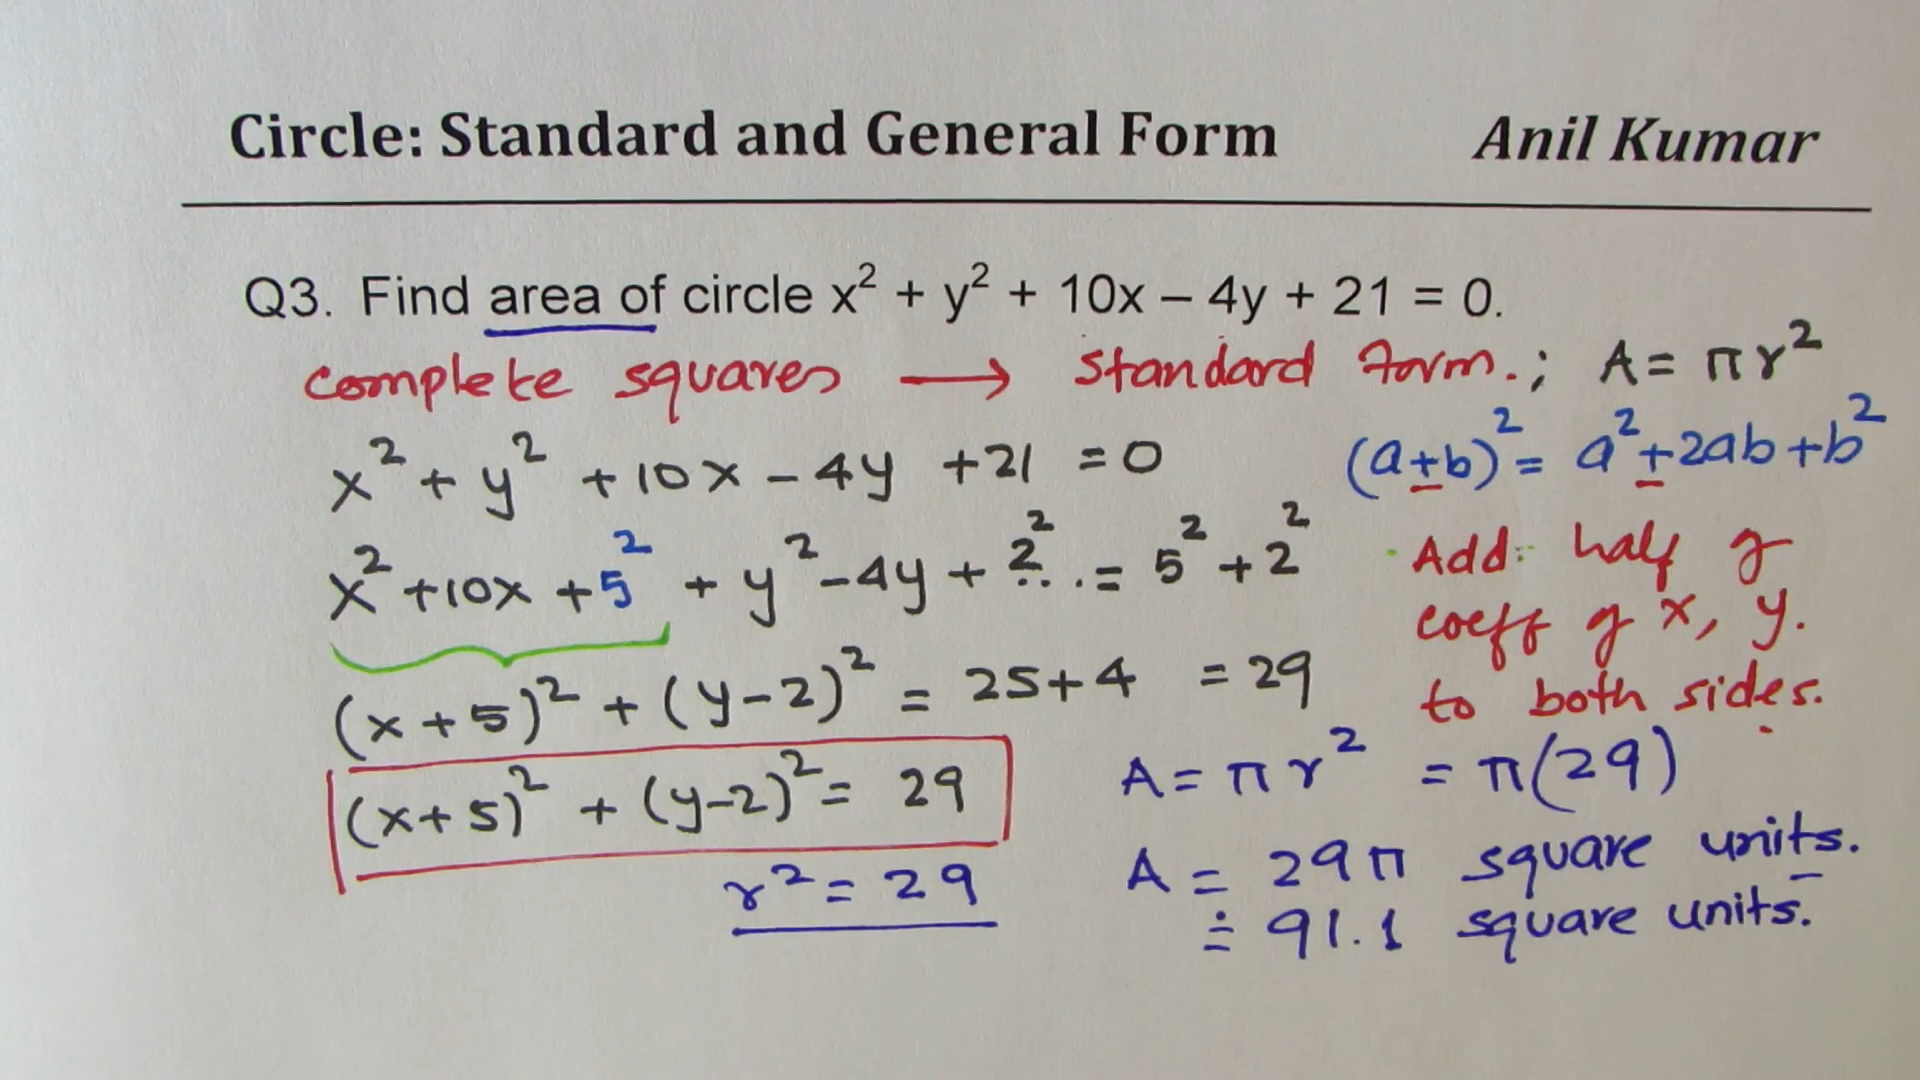 Circle: Standard and General Form Anil Kumar
Q3. Find area of circle x² + y² + 10x – 4y + 21 = 0.
complete squares → standard form. ; A = πr²
x² + y² + 10x – 4y + 21 = 0 (a±b)² = a² ± 2ab + b²
x² + 10x + 5² + y² – 4y + 2² = 5² + 2² Add half of
coeff of x, y.
(x+5)² + (y–2)² = 25+4 = 29 to both sides.
(x+5)² + (y–2)² = 29 A = πr² = π(29)
r² = 29 A = 29π square units.
≐ 91.1 square units.